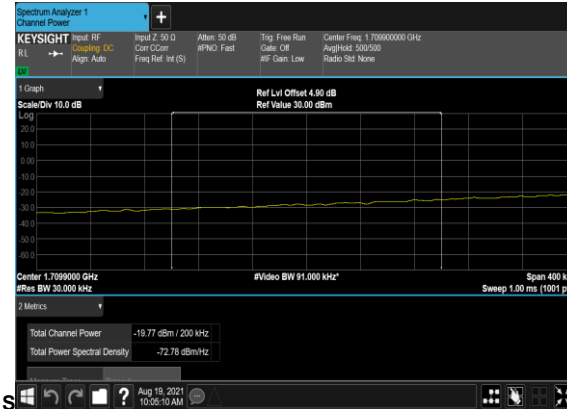 Spectrum Analyzer 1
Channel Power
+
KEYSIGHT Input: RF Input Z: 50 Ω Atten: 50 dB Trig: Free Run Center Freq: 1.709900000 GHz
RL Coupling: DC Corr CCorr #PNO: Fast Gate: Off Avg|Hold: 500/500
Align: Auto Freq Ref: Int (S) #IF Gain: Low Radio Std: None
1 Graph
Ref Lvl Offset 4.90 dB
Scale/Div 10.0 dB Ref Value 30.00 dBm
Log
20.0
10.0
0.00
-10.0
-20.0
-30.0
-40.0
-50.0
-60.0
Center 1.7099000 GHz #Video BW 91.000 kHz* Span 400 k
#Res BW 30.000 kHz Sweep 1.00 ms (1001 p
2 Metrics
Total Channel Power -19.77 dBm / 200 kHz
Total Power Spectral Density -72.78 dBm/Hz
S
?
Aug 19, 2021
10:05:10 AM